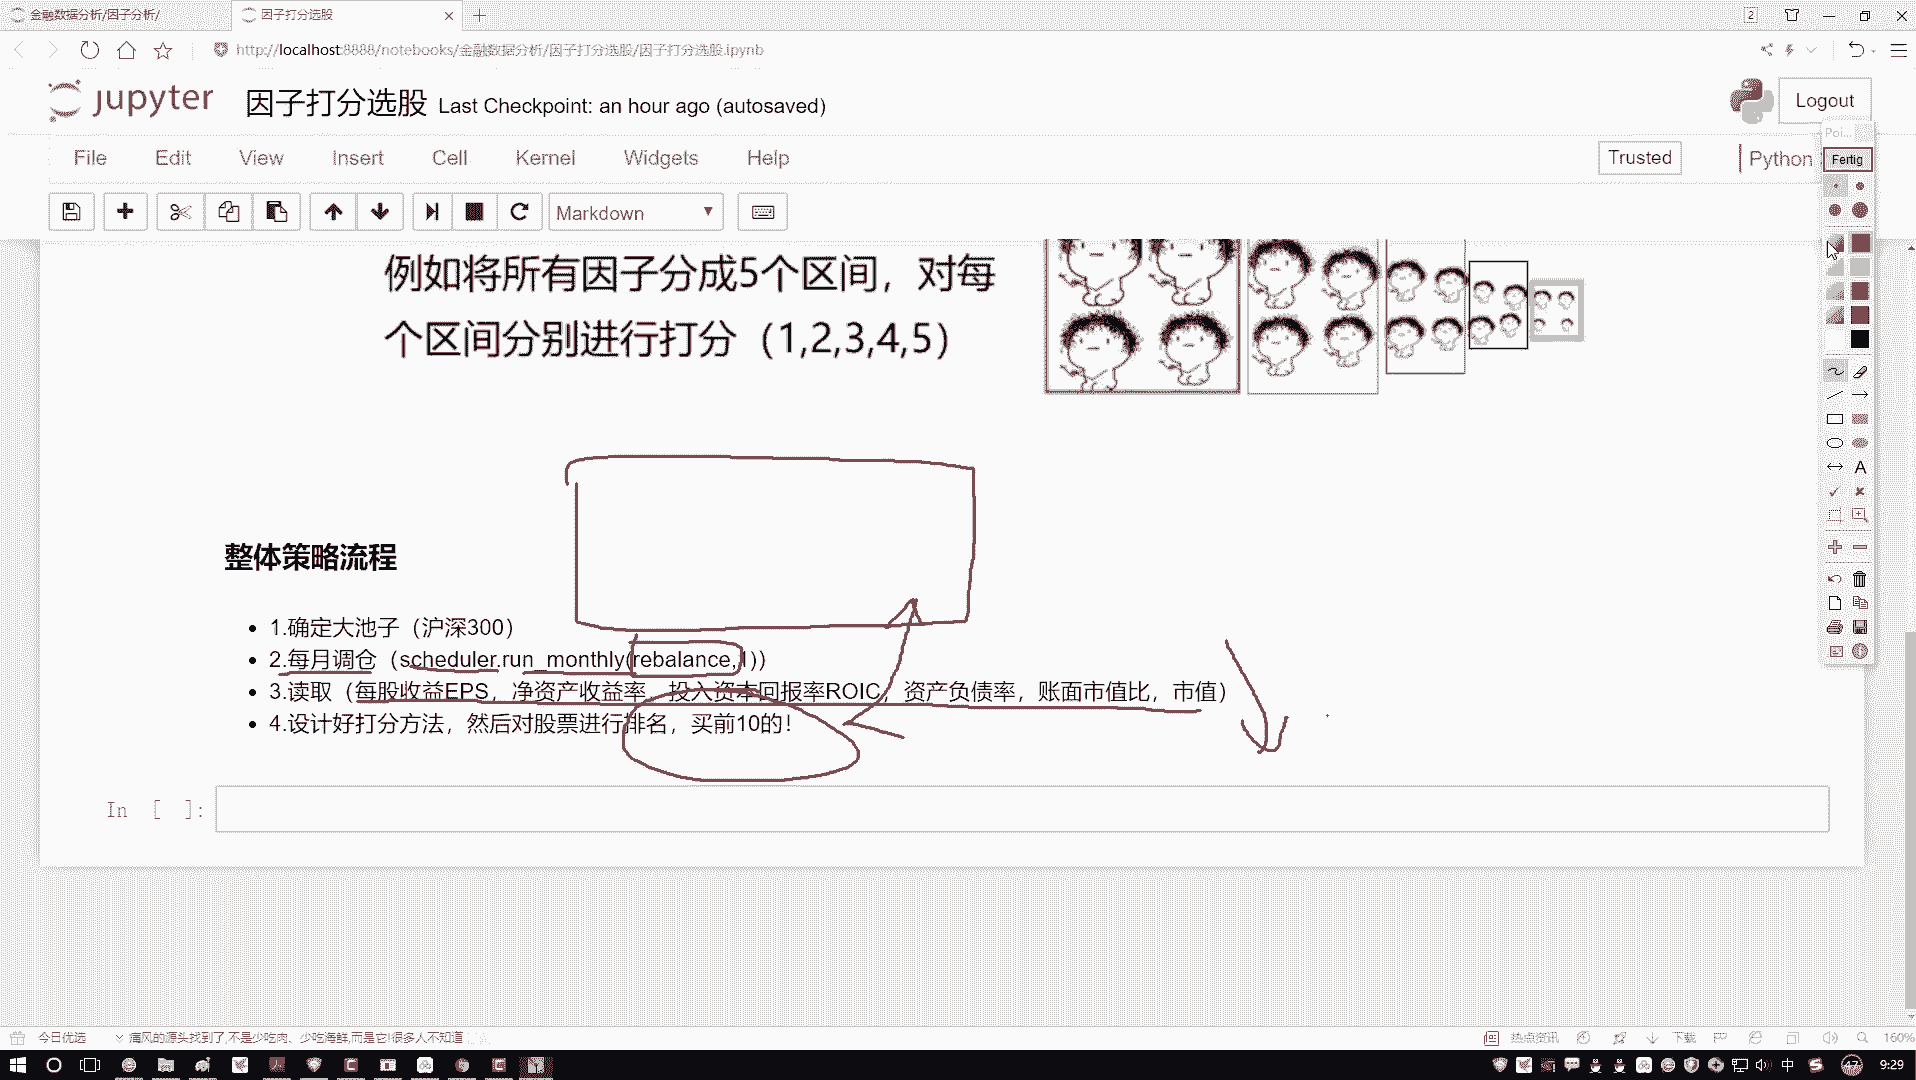 金融数据分析/因子分析/
因子打分选股
2
http://localhost:8888/notebooks/金融数据分析/因子打分选股/因子打分选股.ipynb
jupyter
因子打分选股 Last Checkpoint: an hour ago (autosaved)
Logout
File Edit View Insert Cell Kernel Widgets Help
Trusted
Python
Poi...
Fertig
Markdown
例如将所有因子分成5个区间，对每
个区间分别进行打分（1,2,3,4,5）
整体策略流程
1.确定大池子（沪深300）
2.每月调仓（scheduler.run_monthly(rebalance,1))
3.读取（每股收益EPS，净资产收益率，投入资本回报率ROIC，资产负债率，账面市值比，市值）
4.设计好打分方法，然后对股票进行排名，买前10的！
In [ ]:
A
今日优选
痛风的源头找到了,不是少吃肉、少吃海鲜,而是它!很多人不知道
热点资讯
下载
160%
中
47
9:29